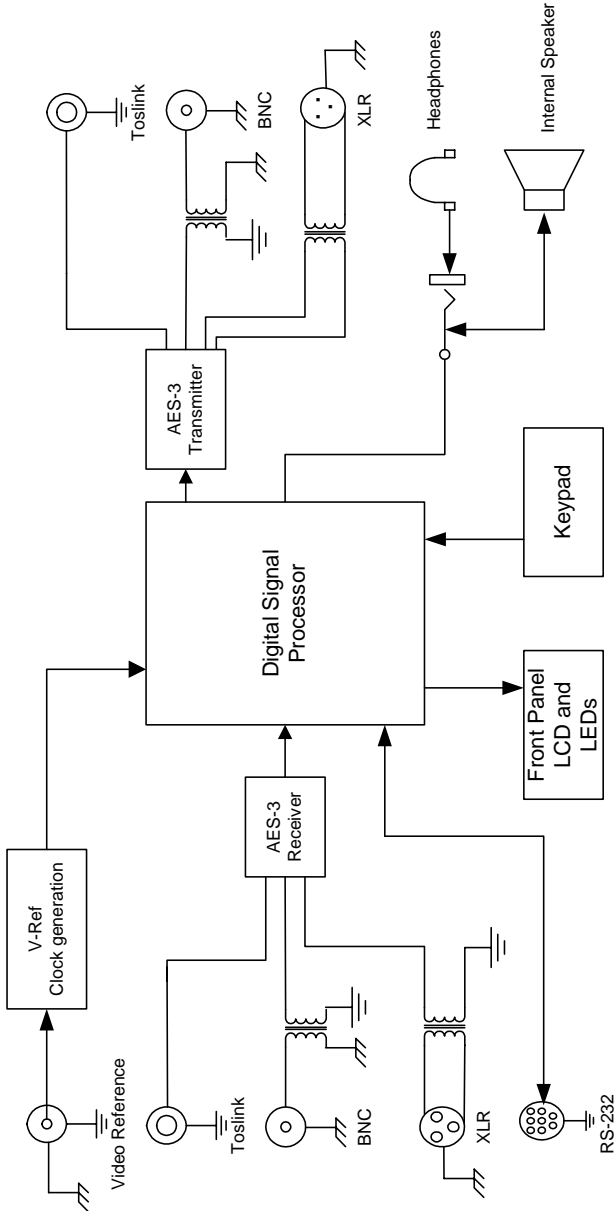 Video Reference
V-Ref
Clock generation
Toslink
BNC
XLR
RS-232
AES-3
Receiver
Digital Signal
Processor
Front Panel
LCD and
LEDs
Keypad
AES-3
Transmitter
Toslink
BNC
XLR
Headphones
Internal Speaker